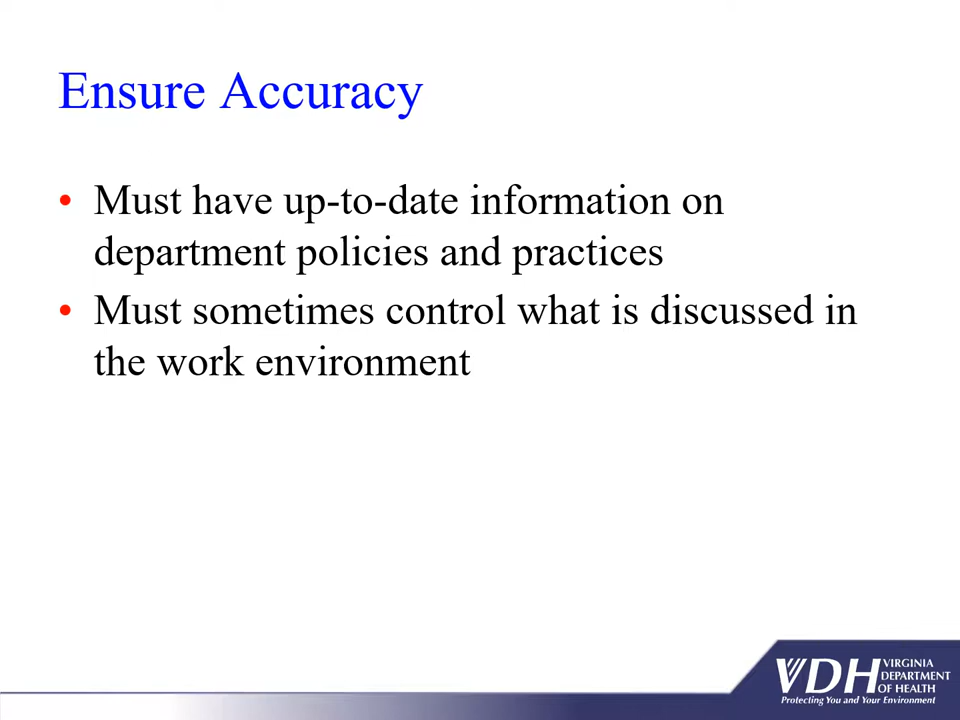 Ensure Accuracy
• Must have up-to-date information on
department policies and practices
• Must sometimes control what is discussed in
the work environment
VDH VIRGINIA
DEPARTMENT
OF HEALTH
Protecting You and Your Environment